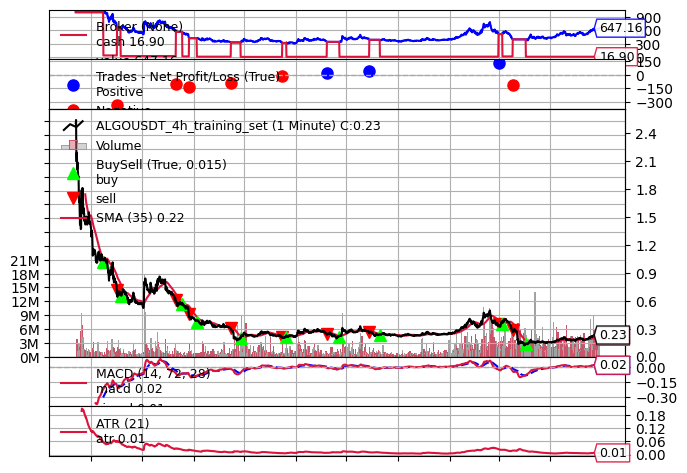 Broker (None)
cash 16.90
900
647.16
300
16.90
150
Trades - Net Profit/Loss (True)
Positive
0
−150
−300
ALGOUSDT_4h_training_set (1 Minute) C:0.23
Volume
BuySell (True, 0.015)
buy
sell
SMA (35) 0.22
2.4
2.1
1.8
1.5
1.2
0.9
0.6
0.3
0.23
0.0
21M
18M
15M
12M
9M
6M
3M
0M
MACD (14, 72, 28)
macd 0.02
0.02
0.00
−0.15
−0.30
ATR (21)
atr 0.01
0.18
0.12
0.06
0.01
0.00